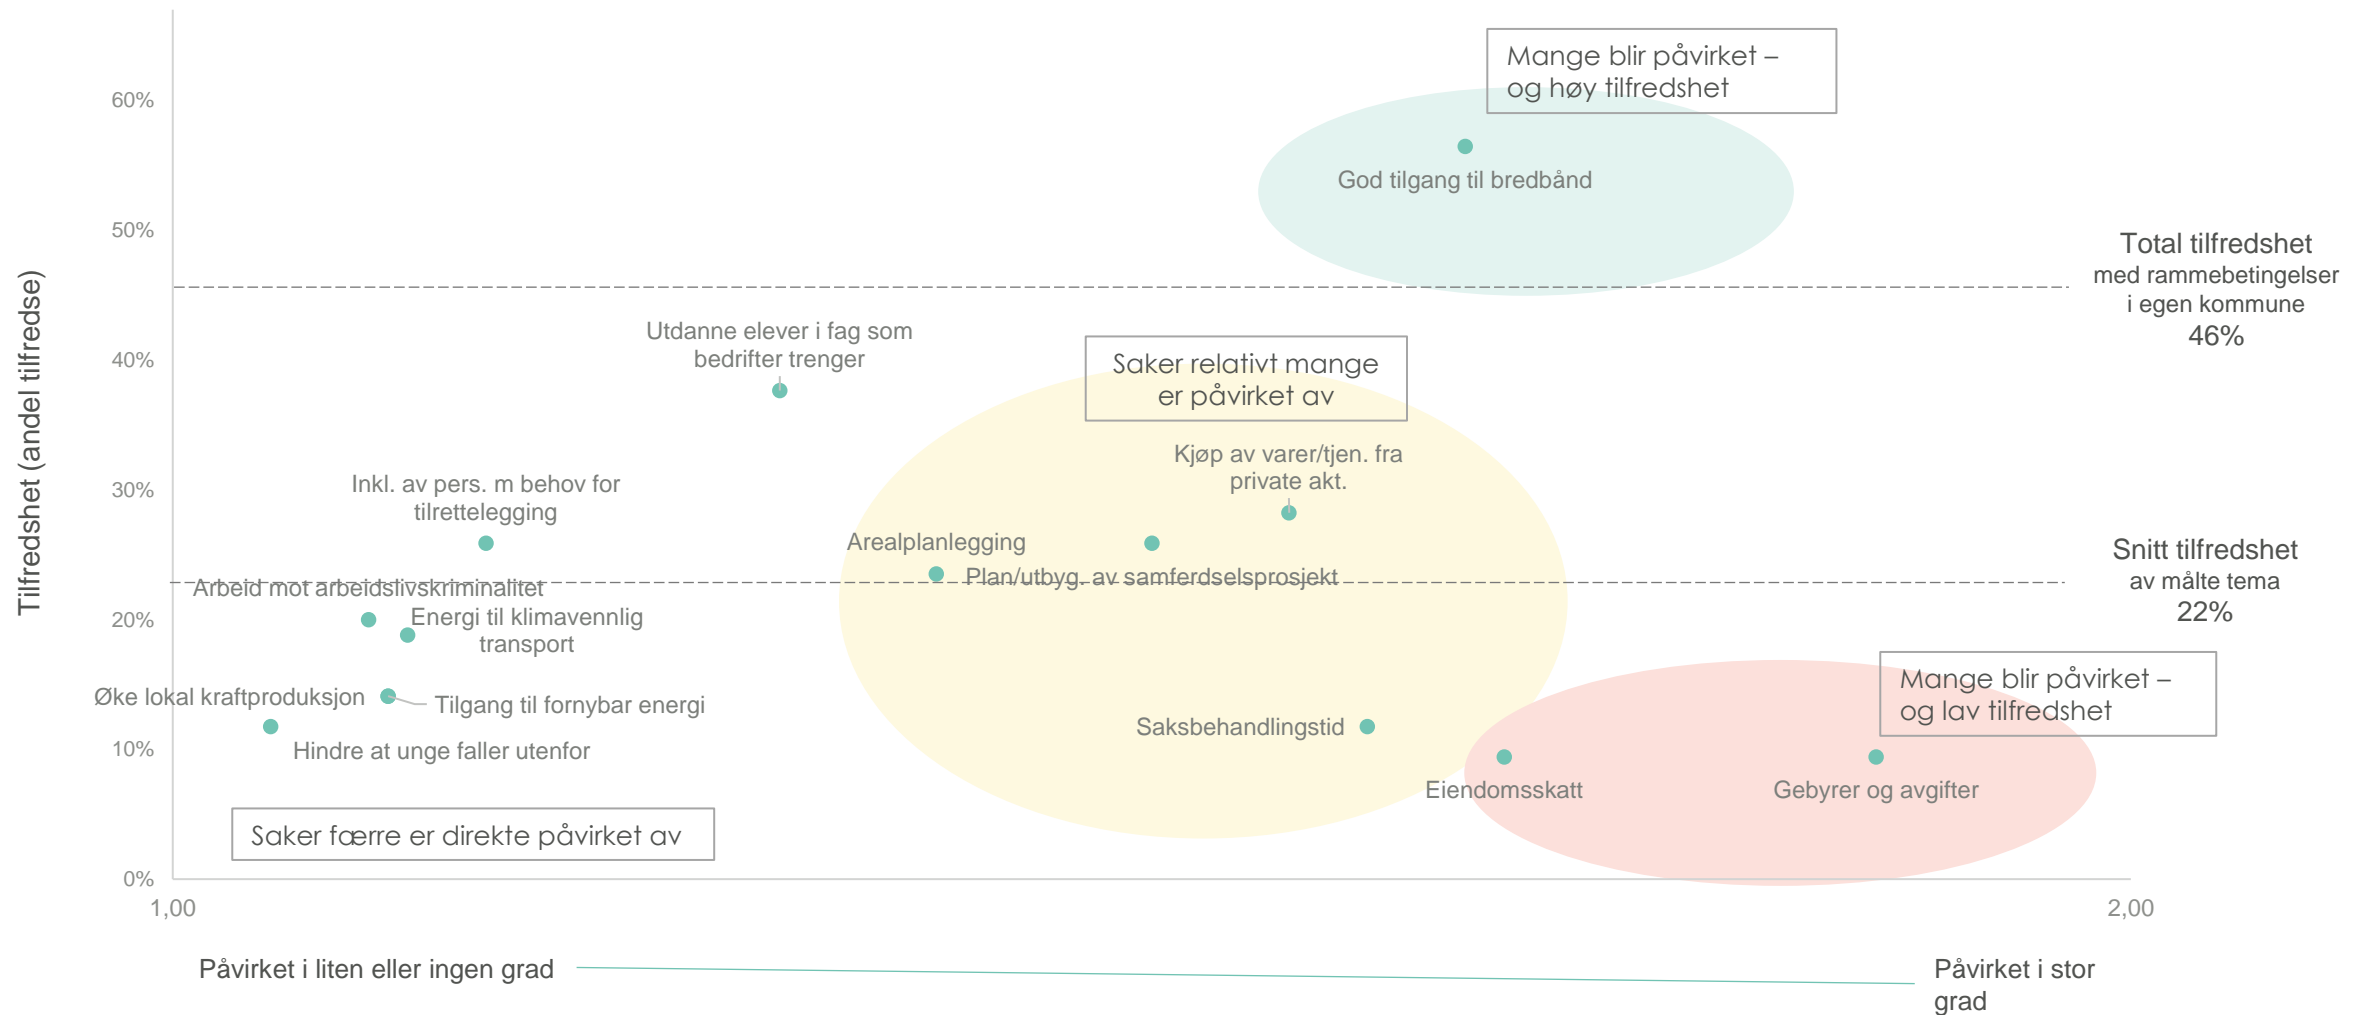 Mange blir påvirket –
og høy tilfredshet
60%
God tilgang til bredbånd
50%
Total tilfredshet
med rammebetingelser
i egen kommune
46%
Tilfredshet (andel tilfredse)
Utdanne elever i fag som
bedrifter trenger
40%
Saker relativt mange
er påvirket av
Kjøp av varer/tjen. fra
private akt.
Inkl. av pers. m behov for
tilrettelegging
30%
Arealplanlegging
Plan/utbyg. av samferdselsprosjekt
Snitt tilfredshet
av målte tema
22%
Arbeid mot arbeidslivskriminalitet
Energi til klimavennlig
transport
20%
Øke lokal kraftproduksjon
Tilgang til fornybar energi
Mange blir påvirket –
og lav tilfredshet
Saksbehandlingstid
10%
Hindre at unge faller utenfor
Eiendomsskatt
Gebyrer og avgifter
Saker færre er direkte påvirket av
0%
1,00
2,00
Påvirket i liten eller ingen grad
Påvirket i stor
grad